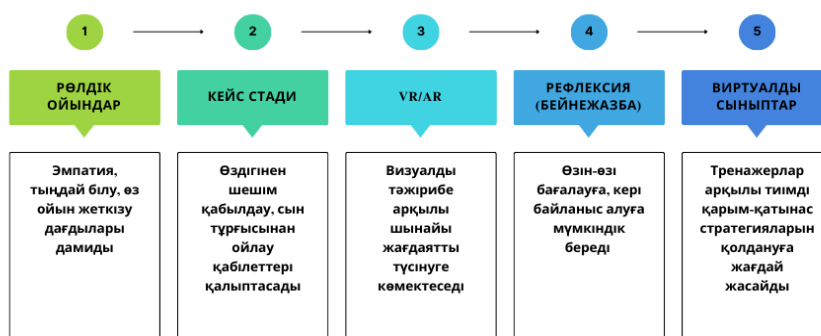 1
2
3
4
5
РӨЛДІК
ОЙЫНДАР
КЕЙС СТАДИ
VR/AR
РЕФЛЕКСИЯ
(БЕЙНЕЖАЗБА)
ВИРТУАЛДЫ
СЫНЫПТАР
Эмпатия,
тыңдай білу, өз
ойын жеткізу
дағдылары
дамиды
Өздігінен
шешім
қабылдау, сын
тұрғысынан
ойлау
қабілеттері
қалыптасады
Визуалды
тәжірибе
арқылы
шынайы
жағдаятты
түсінуге
көмектеседі
Өзін-өзі
бағалауға, кері
байланыс алуға
мүмкіндік
береді
Тренажерлар
арқылы тиімді
қарым-қатынас
стратегияларын
қолдануға
жағдай
жасайды